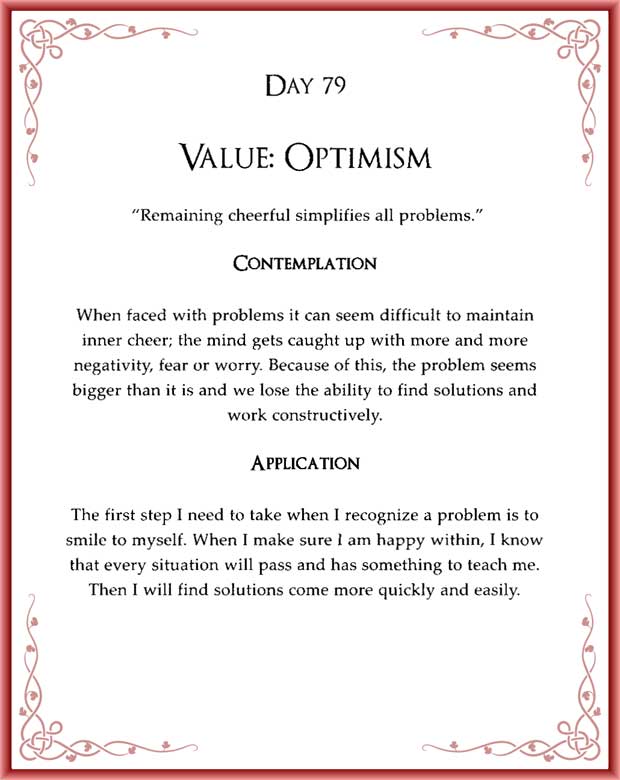 Day 79
Value: Optimism
“Remaining cheerful simplifies all problems.”
Contemplation
When faced with problems it can seem difficult to maintain
inner cheer; the mind gets caught up with more and more
negativity, fear or worry. Because of this, the problem seems
bigger than it is and we lose the ability to find solutions and
work constructively.
Application
The first step I need to take when I recognize a problem is to
smile to myself. When I make sure I am happy within, I know
that every situation will pass and has something to teach me.
Then I will find solutions come more quickly and easily.